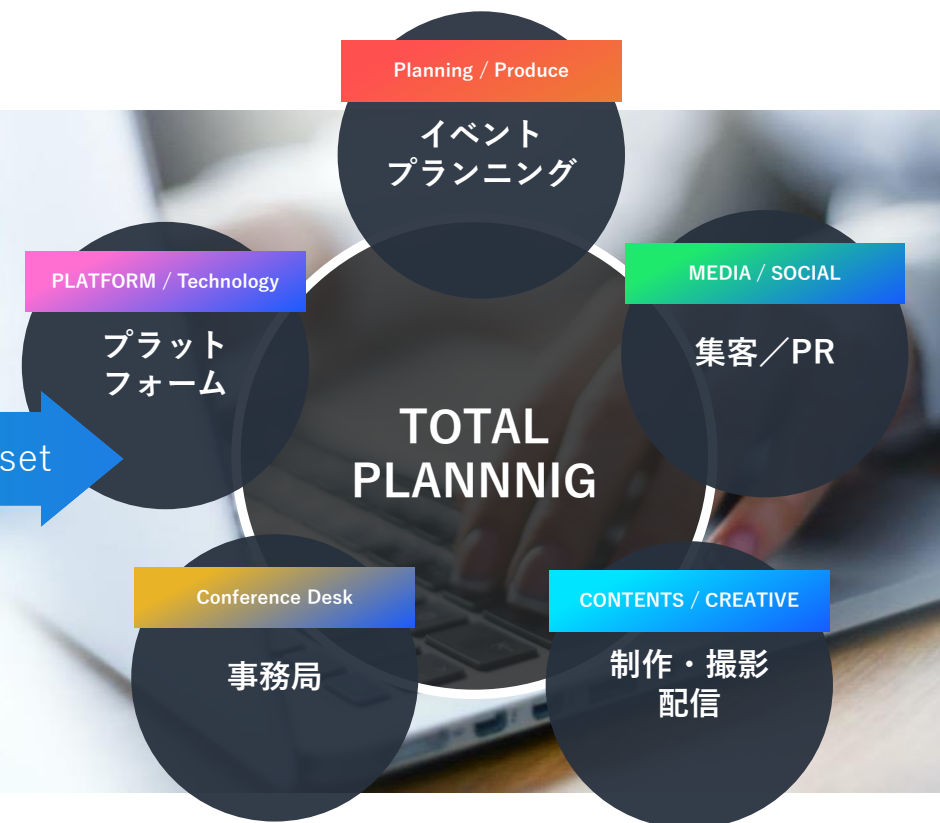 Planning / Produce
イベント
プランニング
PLATFORM / Technology
プラット
フォーム
MEDIA / SOCIAL
集客／PR
set
TOTAL
PLANNNIG
Conference Desk
事務局
CONTENTS / CREATIVE
制作・撮影
配信